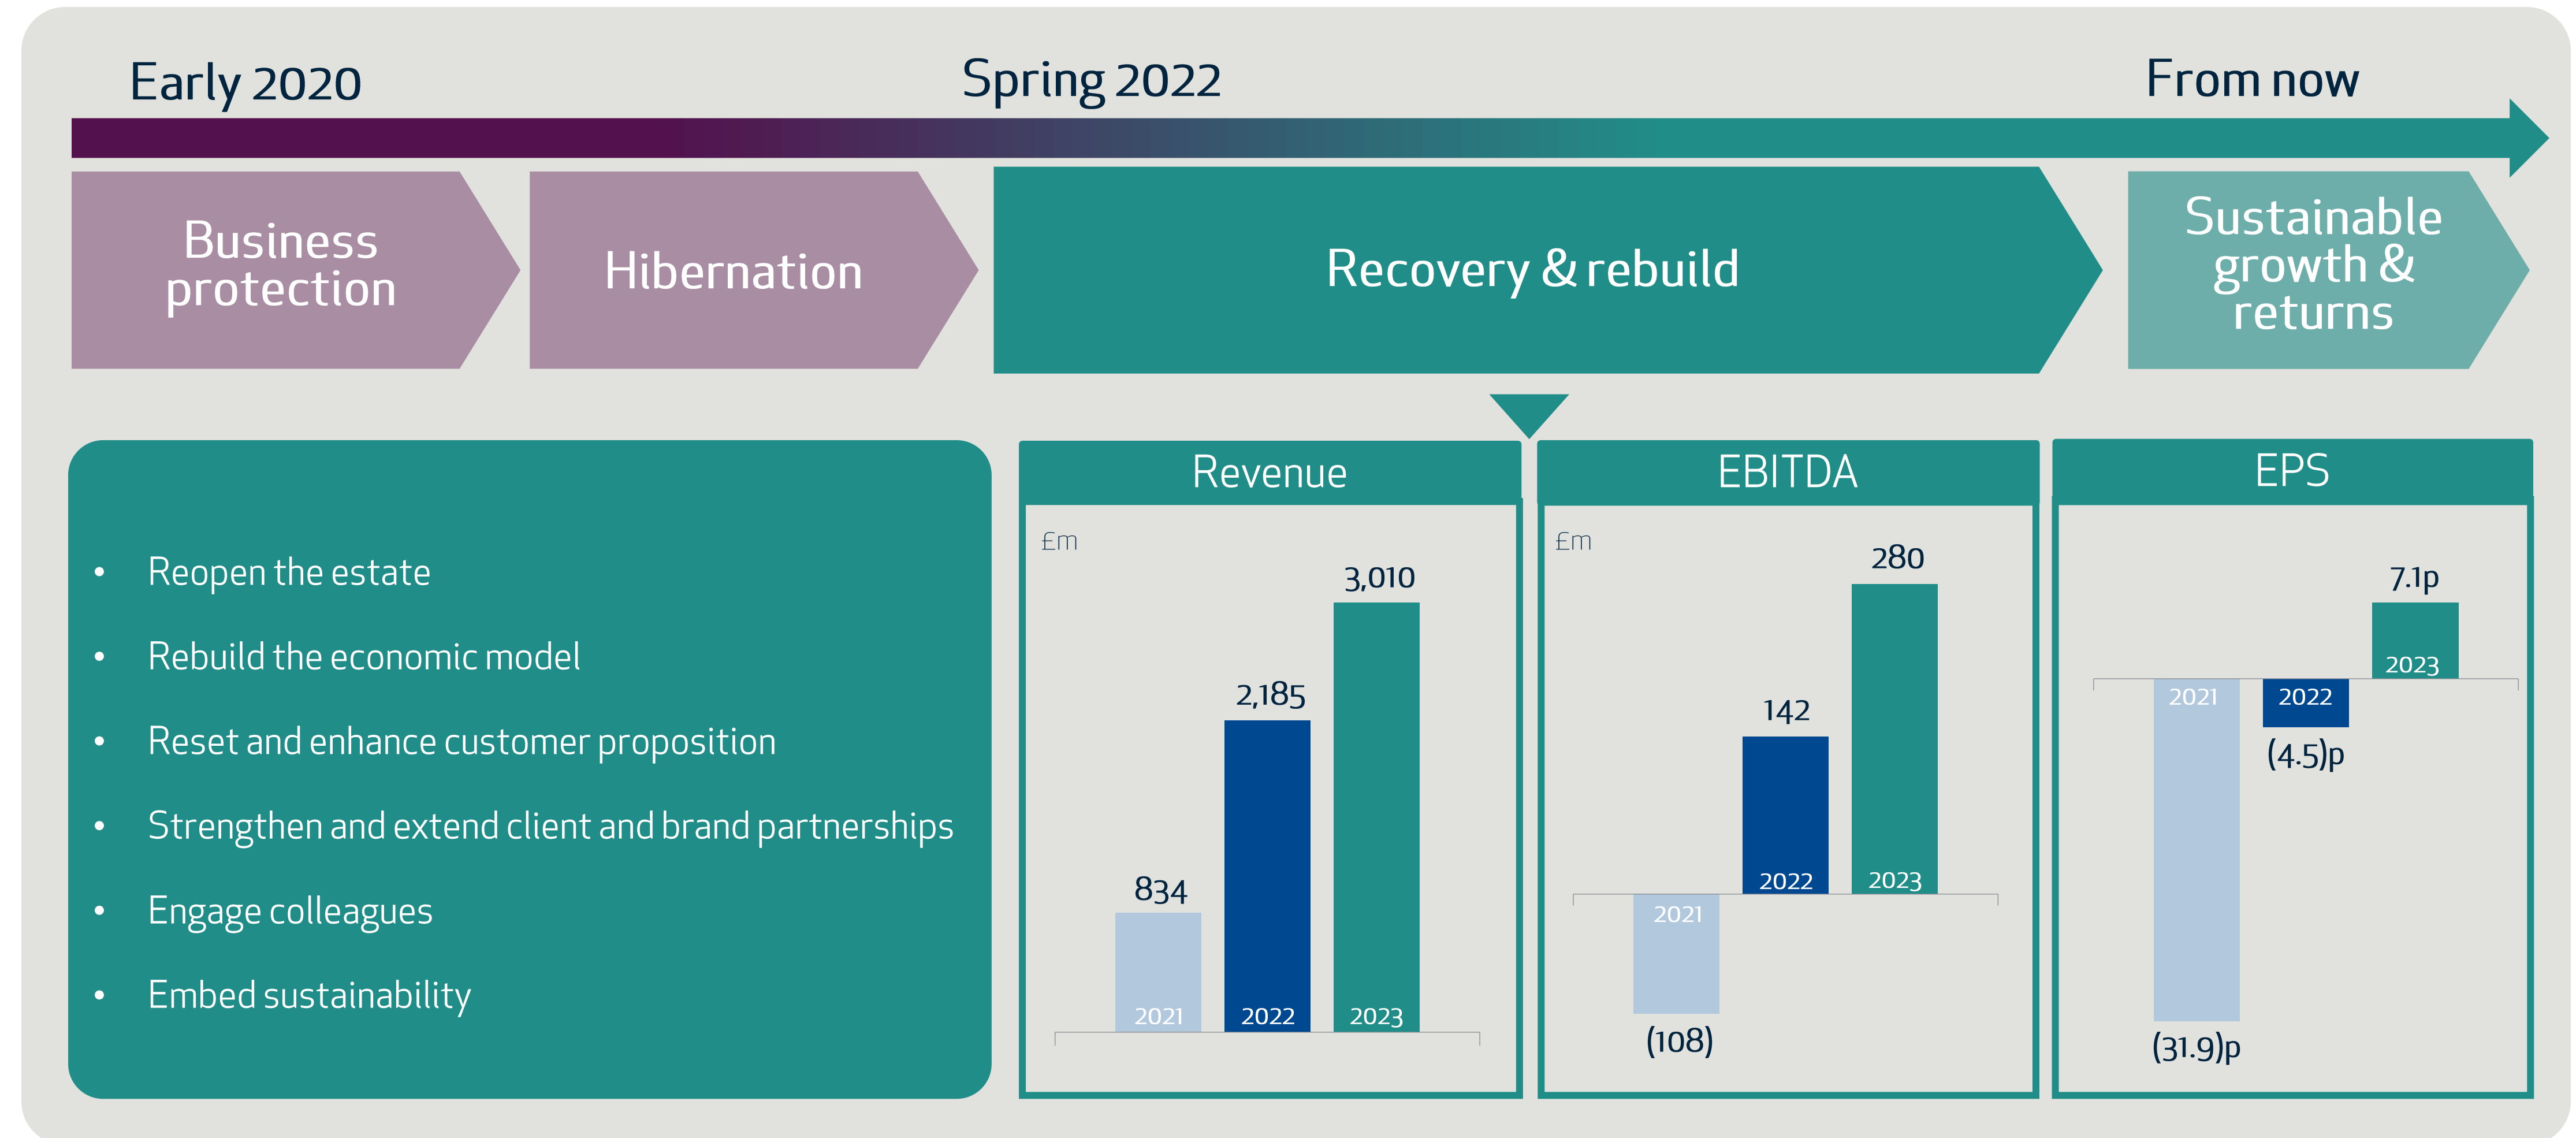 Early 2020
Spring 2022
From now
Business
protection
Hibernation
Recovery & rebuild
Sustainable
growth &
returns
• Reopen the estate
• Rebuild the economic model
• Reset and enhance customer proposition
• Strengthen and extend client and brand partnerships
• Engage colleagues
• Embed sustainability
Revenue
£m
834
2,185
3,010
2021
2022
2023
EBITDA
£m
280
142
2022
2023
2021
(108)
EPS
7.1p
2023
2021
2022
(4.5)p
(31.9)p